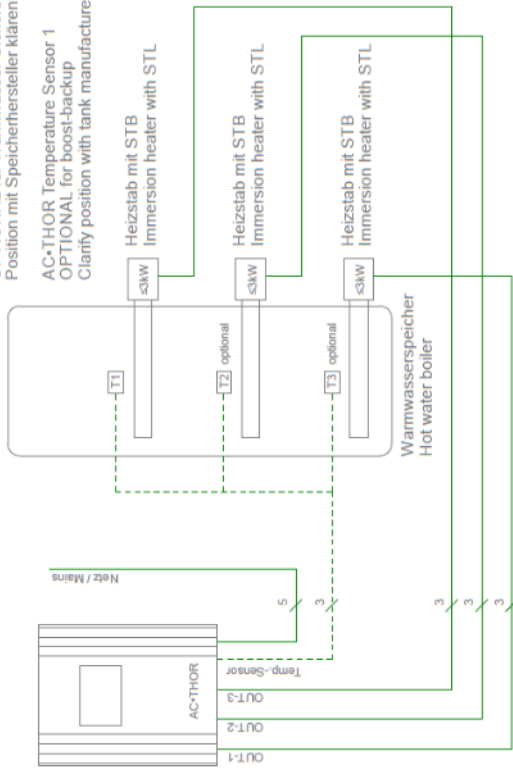 Position mit Speicherhersteller klären
AC•THOR Temperature Sensor 1
OPTIONAL for boost-backup
Clarify position with tank manufacture
Heizstab mit STB
Immersion heater with STL
≤3kW
T1
Heizstab mit STB
Immersion heater with STL
≤3kW
T2 optional
Heizstab mit STB
Immersion heater with STL
≤3kW
T3 optional
Warmwasserspeicher
Hot water boiler
Netz / Mains
5
3
3
3
3
AC•THOR
Temp.-Sensor
OUT-3
OUT-2
OUT-1